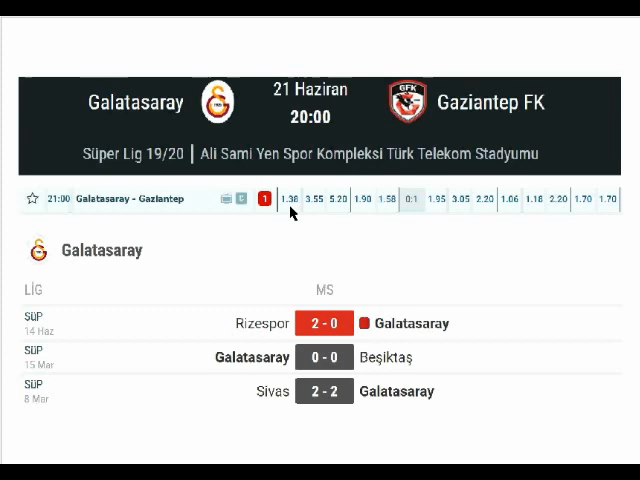 Galatasaray 21 Haziran 20:00 GFK Gaziantep FK
Süper Lig 19/20 | Ali Sami Yen Spor Kompleksi Türk Telekom Stadyumu
21:00 Galatasaray - Gaziantep C 1 1.38 3.55 5.20 1.90 1.58 0:1 1.95 3.05 2.20 1.06 1.18 2.20 1.70 1.70
Galatasaray
LİG MS
SÜP 14 Haz Rizespor 2 - 0 Galatasaray
SÜP 15 Mar Galatasaray 0 - 0 Beşiktaş
SÜP 8 Mar Sivas 2 - 2 Galatasaray